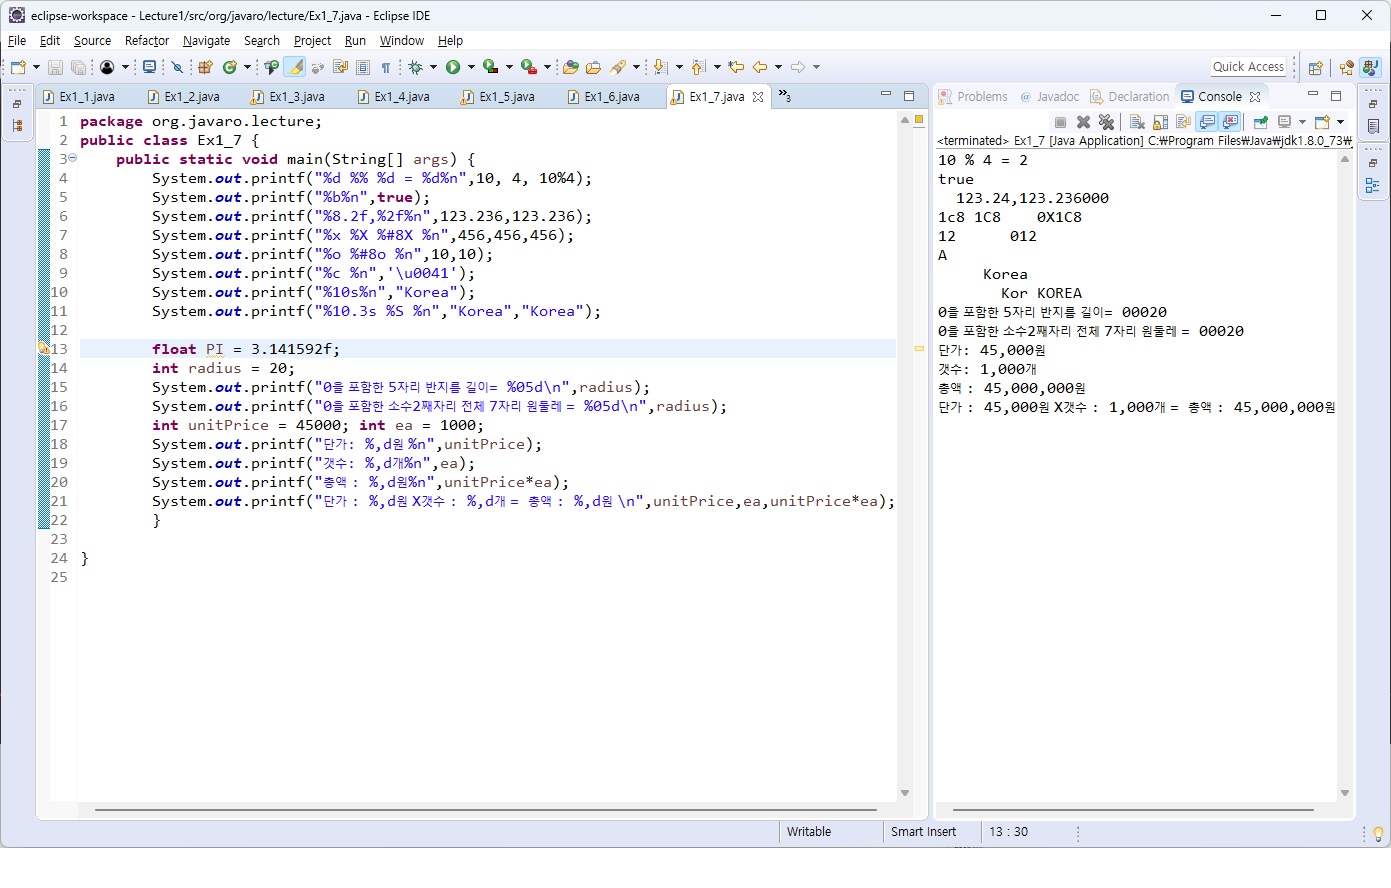 eclipse-workspace - Lecture1/src/org/javaro/lecture/Ex1_7.java - Eclipse IDE
File Edit Source Refactor Navigate Search Project Run Window Help
Quick Access
Ex1_1.java Ex1_2.java Ex1_3.java Ex1_4.java Ex1_5.java Ex1_6.java Ex1_7.java »3
1 package org.javaro.lecture;
2 public class Ex1_7 {
3 public static void main(String[] args) {
4 System.out.printf("%d %% %d = %d%n",10, 4, 10%4);
5 System.out.printf("%b%n",true);
6 System.out.printf("%8.2f,%2f%n",123.236,123.236);
7 System.out.printf("%x %X %#8X %n",456,456,456);
8 System.out.printf("%o %#8o %n",10,10);
9 System.out.printf("%c %n",'\u0041');
10 System.out.printf("%10s%n","Korea");
11 System.out.printf("%10.3s %S %n","Korea","Korea");
12
13 float PI = 3.141592f;
14 int radius = 20;
15 System.out.printf("0을 포함한 5자리 반지름 길이= %05d\n",radius);
16 System.out.printf("0을 포함한 소수2째자리 전체 7자리 원둘레 = %05d\n",radius);
17 int unitPrice = 45000; int ea = 1000;
18 System.out.printf("단가: %,d원 %n",unitPrice);
19 System.out.printf("갯수: %,d개%n",ea);
20 System.out.printf("총액 : %,d원%n",unitPrice*ea);
21 System.out.printf("단가 : %,d원 X갯수 : %,d개 = 총액 : %,d원 \n",unitPrice,ea,unitPrice*ea);
22 }
23
24 }
25
Problems Javadoc Declaration Console
<terminated> Ex1_7 [Java Application] C:₩Program Files₩Java₩jdk1.8.0_73₩
10 % 4 = 2
true
123.24,123.236000
1c8 1C8 0X1C8
12 012
A
Korea
Kor KOREA
0을 포함한 5자리 반지름 길이= 00020
0을 포함한 소수2째자리 전체 7자리 원둘레 = 00020
단가: 45,000원
갯수: 1,000개
총액 : 45,000,000원
단가 : 45,000원 X갯수 : 1,000개 = 총액 : 45,000,000원
Writable Smart Insert 13 : 30